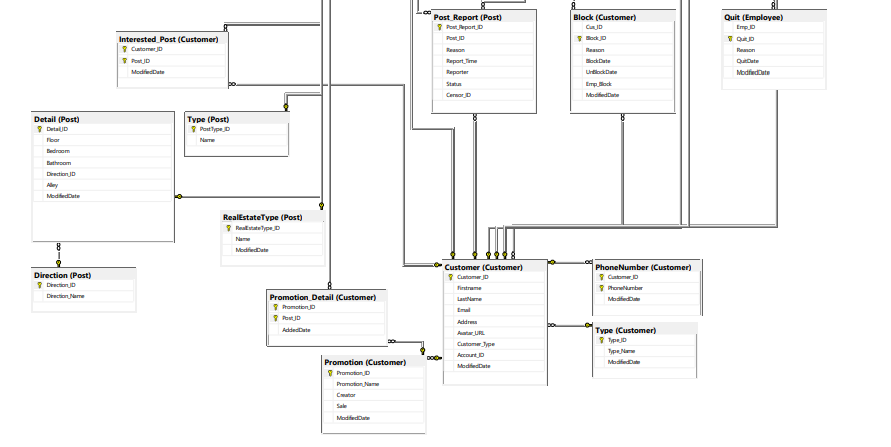 Post_Report (Post)
Post_Report_ID
Post_ID
Reason
Report_Time
Reporter
Status
Censor_ID
Block (Customer)
Cus_ID
Block_ID
Reason
BlockDate
UnBlockDate
Emp_Block
ModifiedDate
Quit (Employee)
Emp_ID
Quit_ID
Reason
QuitDate
ModifiedDate
Interested_Post (Customer)
Customer_ID
Post_ID
ModifiedDate
Detail (Post)
Detail_ID
Floor
Bedroom
Bathroom
Direction_ID
Alley
ModifiedDate
Type (Post)
PostType_ID
Name
RealEstateType (Post)
RealEstateType_ID
Name
ModifiedDate
Direction (Post)
Direction_ID
Direction_Name
Promotion_Detail (Customer)
Promotion_ID
Post_ID
AddedDate
Promotion (Customer)
Promotion_ID
Promotion_Name
Creator
Sale
ModifiedDate
Customer (Customer)
Customer_ID
Firstname
LastName
Email
Address
Avatar_URL
Customer_Type
Account_ID
ModifiedDate
PhoneNumber (Customer)
Customer_ID
PhoneNumber
ModifiedDate
Type (Customer)
Type_ID
Type_Name
ModifiedDate